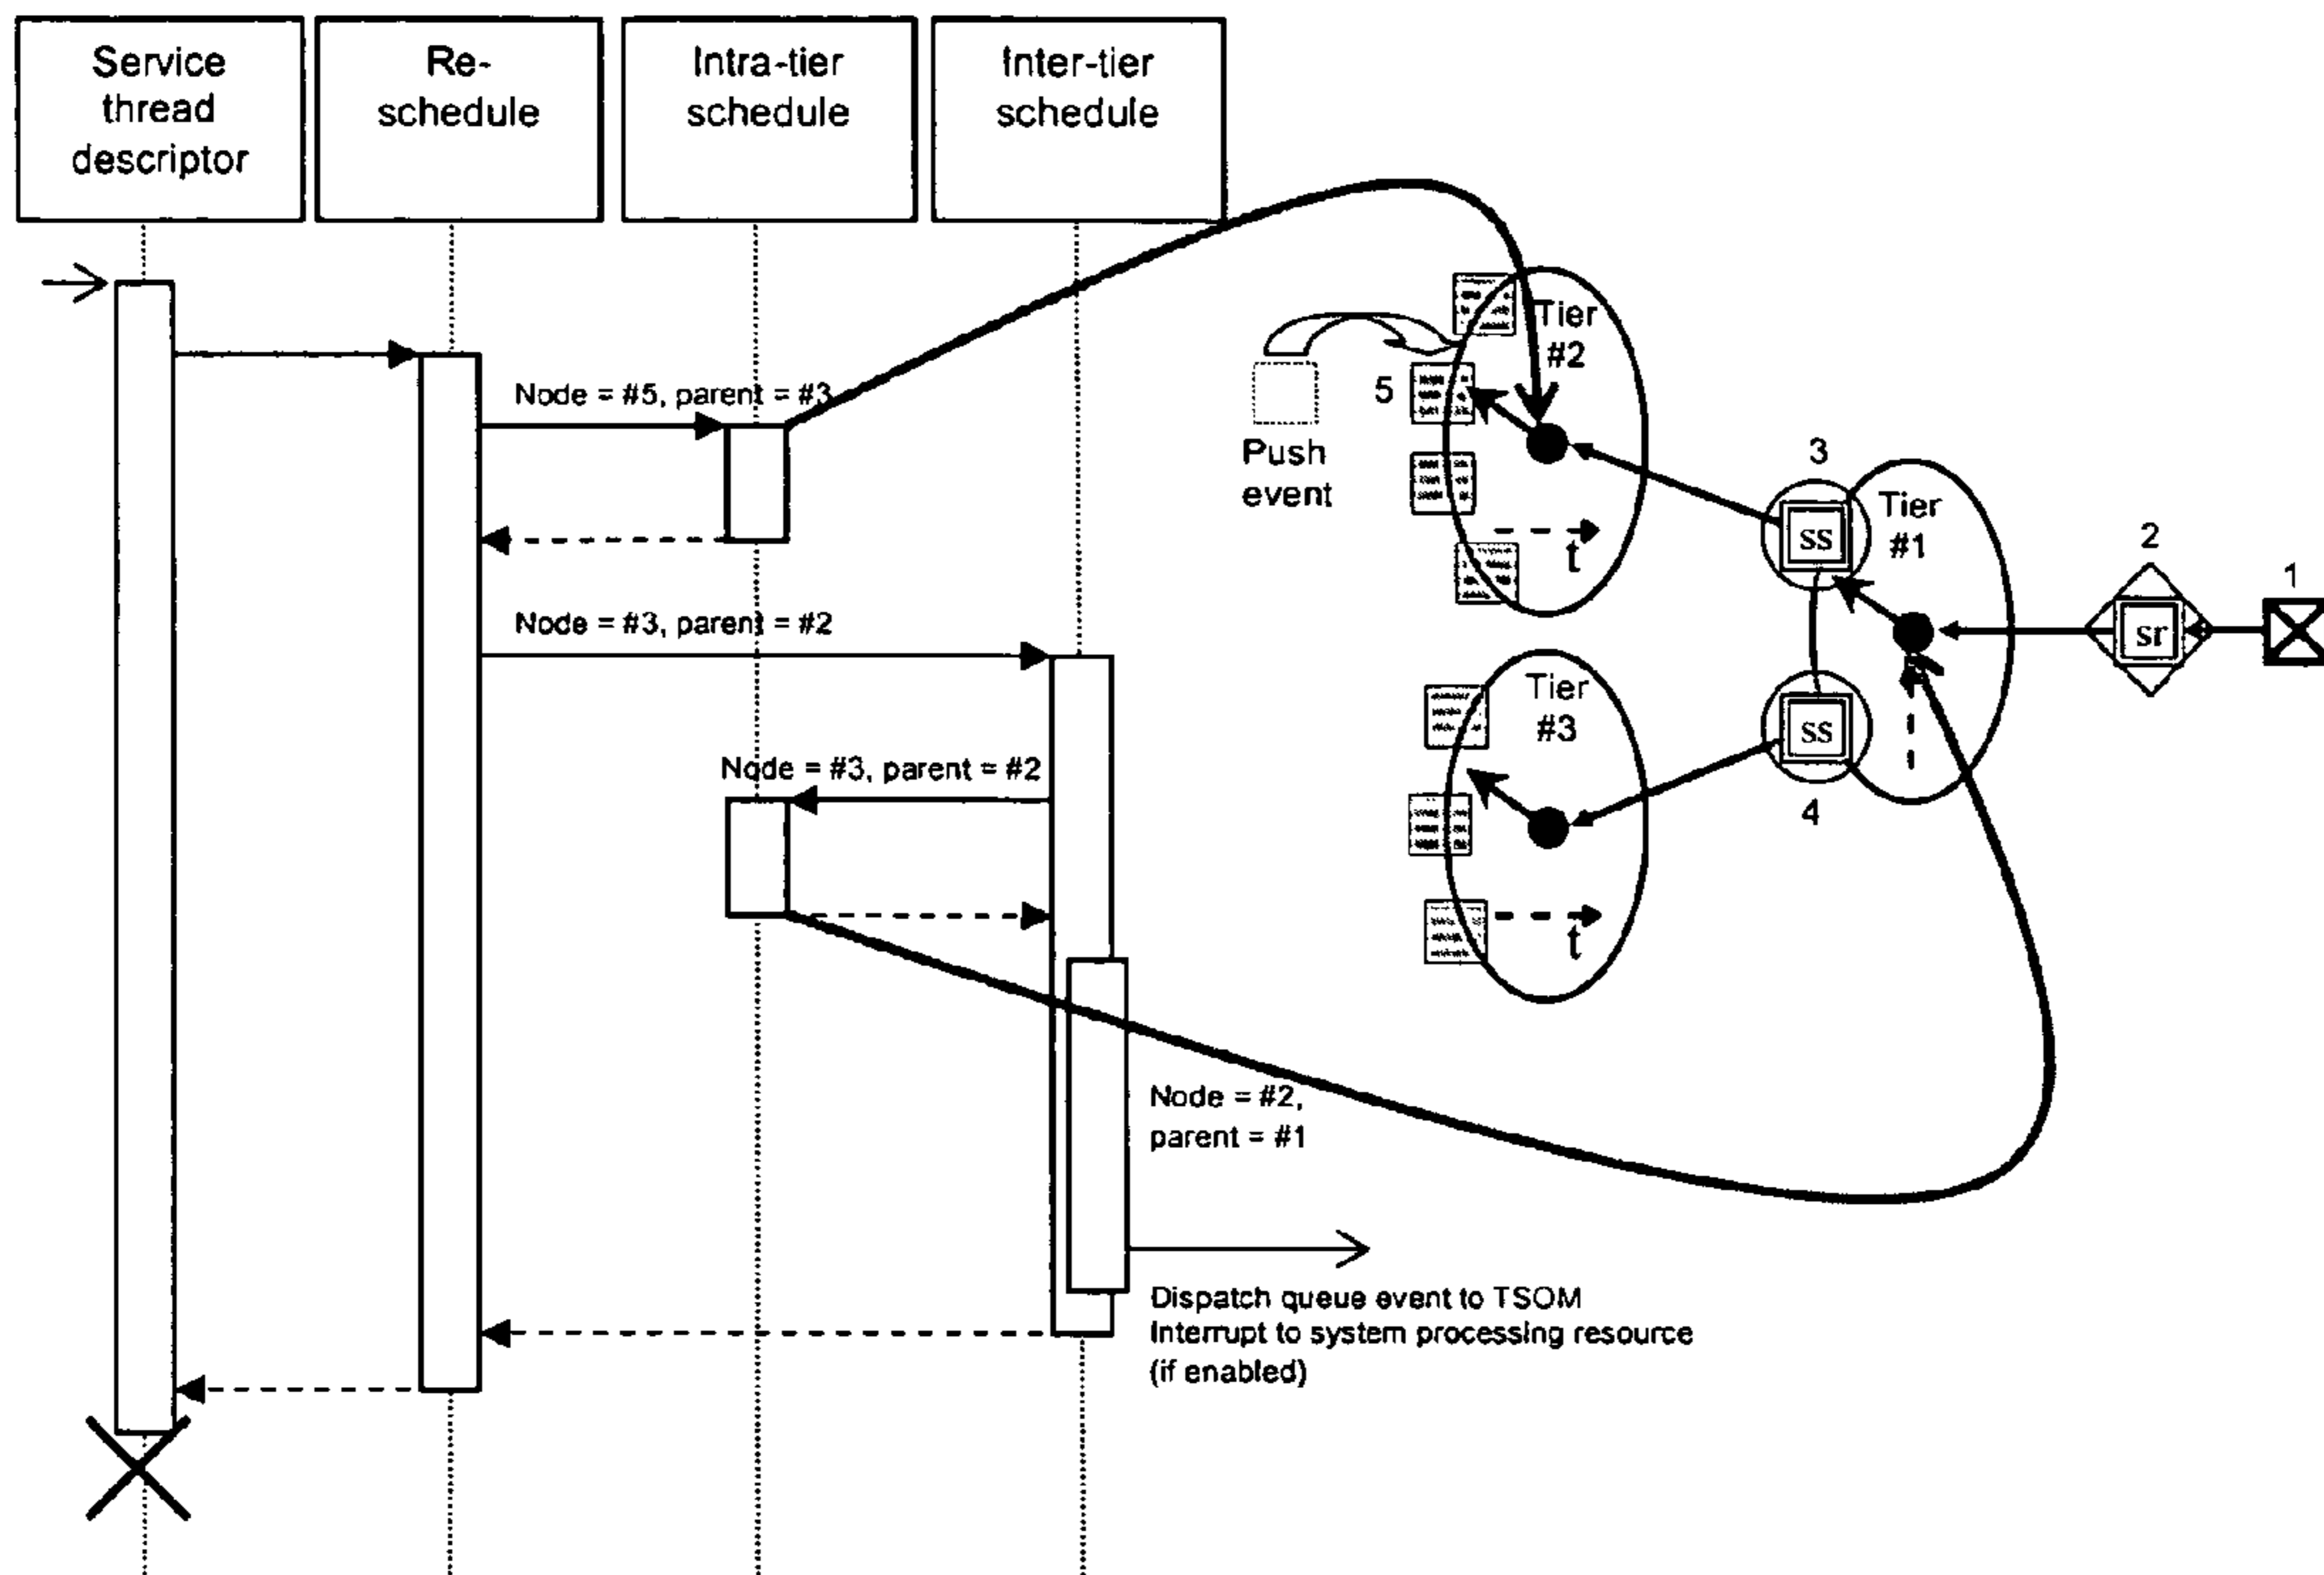 Service
thread
descriptor
Re-
schedule
Intra-tier
schedule
Inter-tier
schedule
Node = #5, parent = #3
Node = #3, parent = #2
Node = #3, parent = #2
Node = #2,
parent = #1
Dispatch queue event to TSOM
Interrupt to system processing resource
(if enabled)
Push
event
5
Tier
#2
t
3
ss
Tier
#1
2
sr
1
ss
4
Tier
#3
t